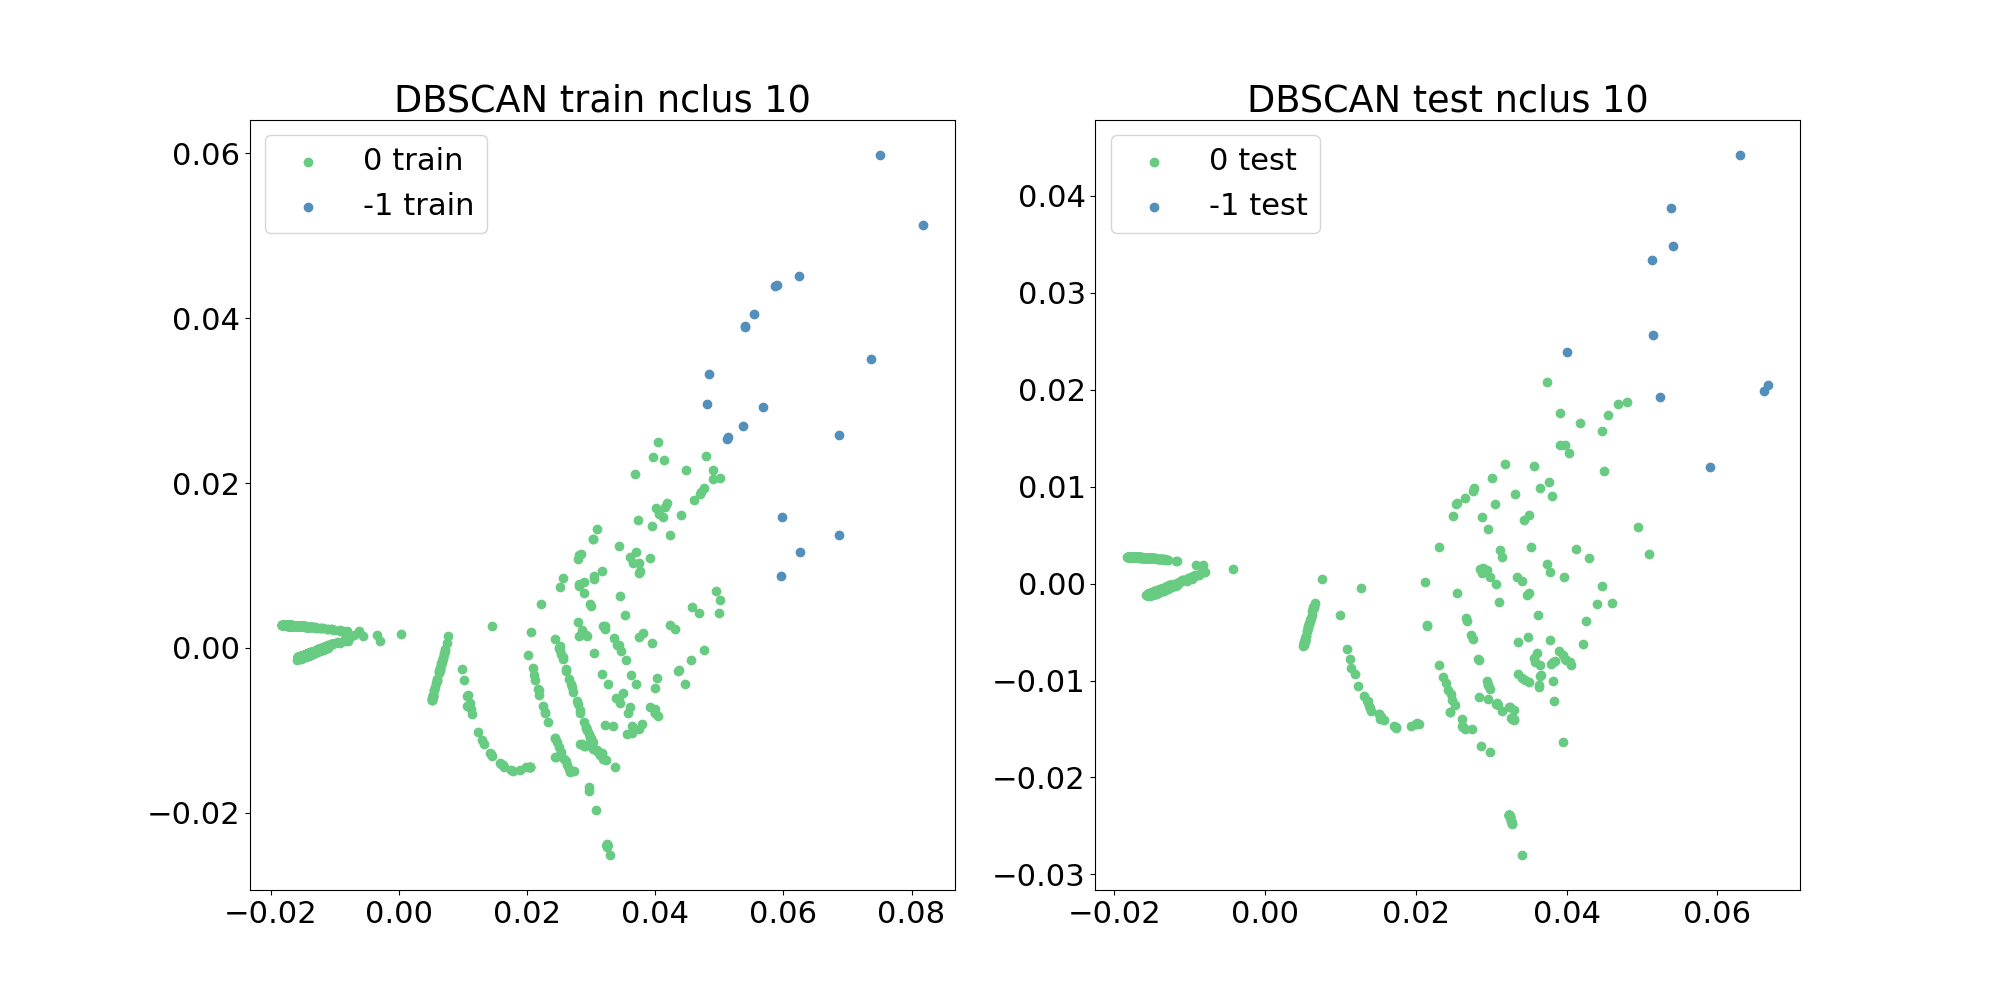 DBSCAN train nclus 10
0 train
-1 train
0.06
0.04
0.02
0.00
−0.02
−0.02 0.00 0.02 0.04 0.06 0.08
DBSCAN test nclus 10
0 test
-1 test
0.04
0.03
0.02
0.01
0.00
−0.01
−0.02
−0.03
−0.02 0.00 0.02 0.04 0.06